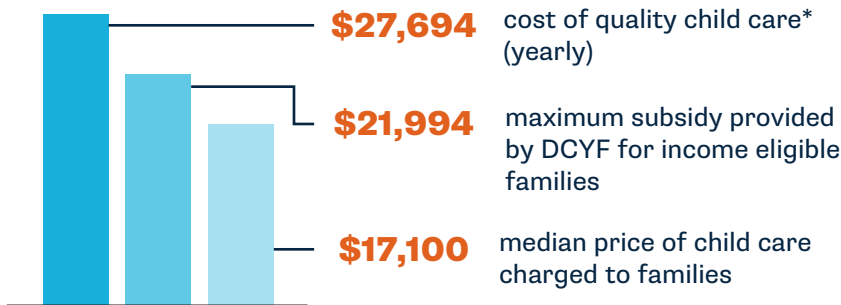 $27,694 cost of quality child care*
(yearly)
$21,994 maximum subsidy provided
by DCYF for income eligible
families
$17,100 median price of child care
charged to families